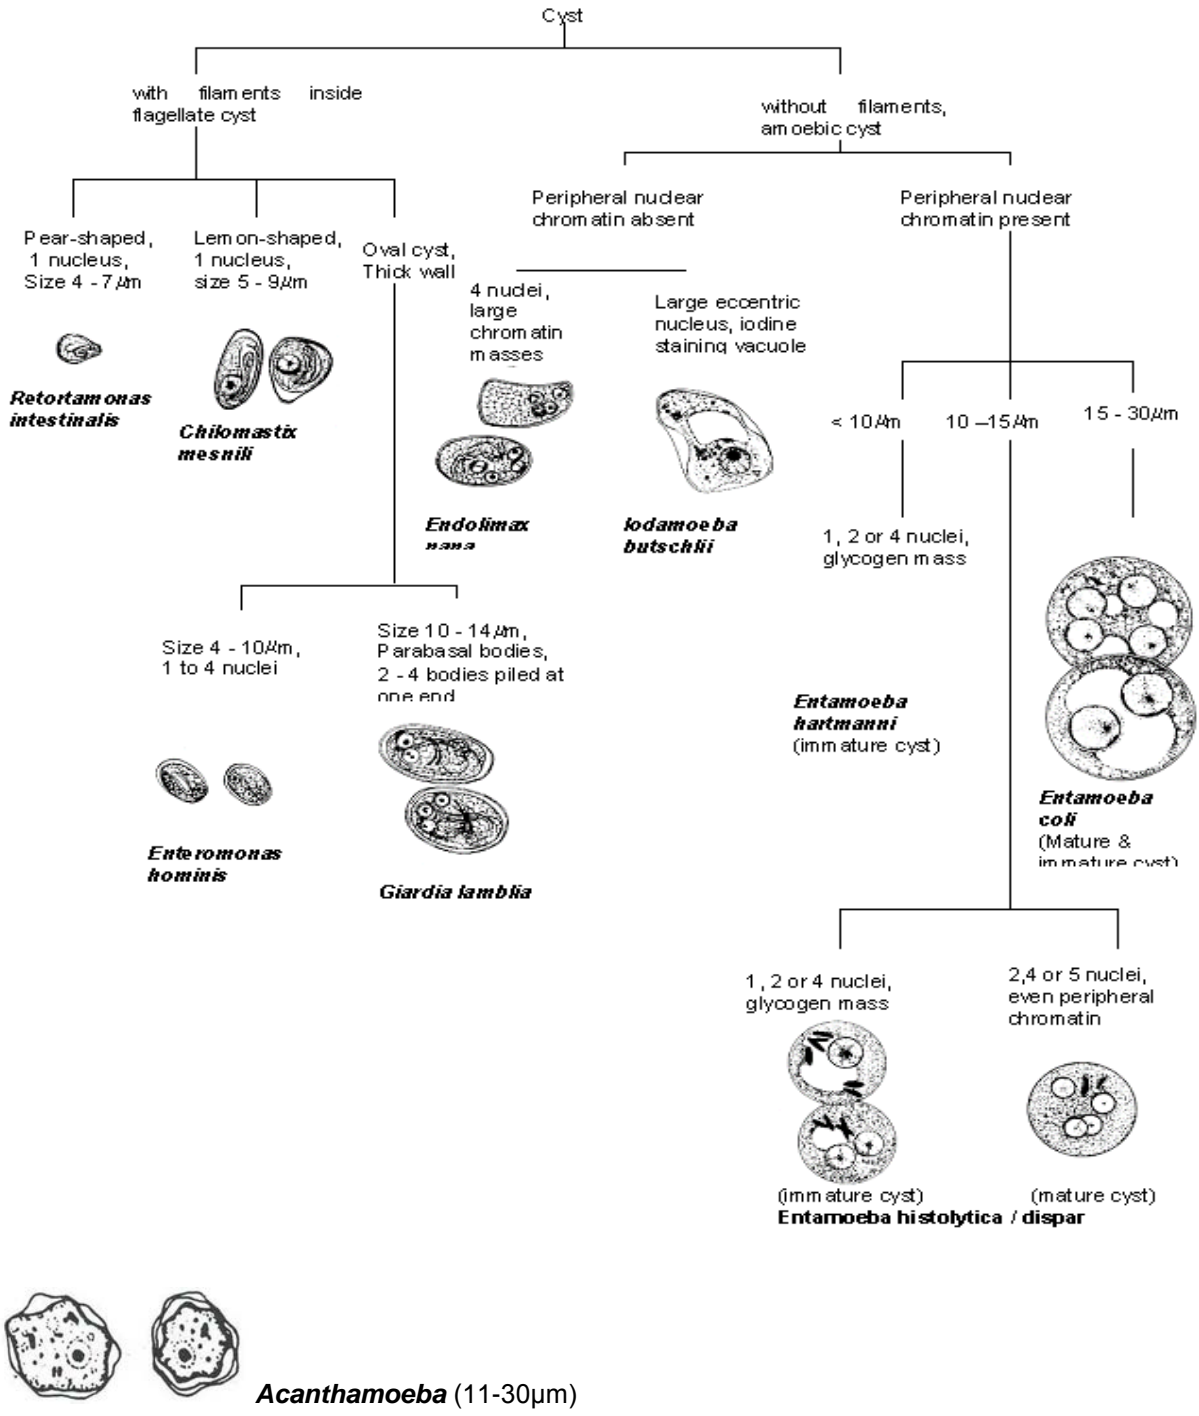 Cyst
with filaments inside
flagellate cyst
without filaments,
amoebic cyst
Peripheral nuclear
chromatin absent
Peripheral nuclear
chromatin present
Pear-shaped,
1 nucleus,
Size 4 - 7µm
Lemon-shaped,
1 nucleus,
size 5 - 9µm
Oval cyst,
Thick wall
4 nuclei,
large
chromatin
masses
Large eccentric
nucleus, iodine
staining vacuole
< 10µm
10 –15µm
15 - 30µm
Retortamonas
intestinalis
Chilomastix
mesnili
Endolimax
nana
Iodamoeba
butschlii
1, 2 or 4 nuclei,
glycogen mass
Size 4 - 10µm,
1 to 4 nuclei
Size 10 - 14µm,
Parabasal bodies,
2 - 4 bodies piled at
one end
Entamoeba
hartmanni
(immature cyst)
Entamoeba
coli
(Mature &
immature cyst)
Enteromonas
hominis
Giardia lamblia
1, 2 or 4 nuclei,
glycogen mass
2,4 or 5 nuclei,
even peripheral
chromatin
(immature cyst)
(mature cyst)
Entamoeba histolytica / dispar
Acanthamoeba (11-30µm)